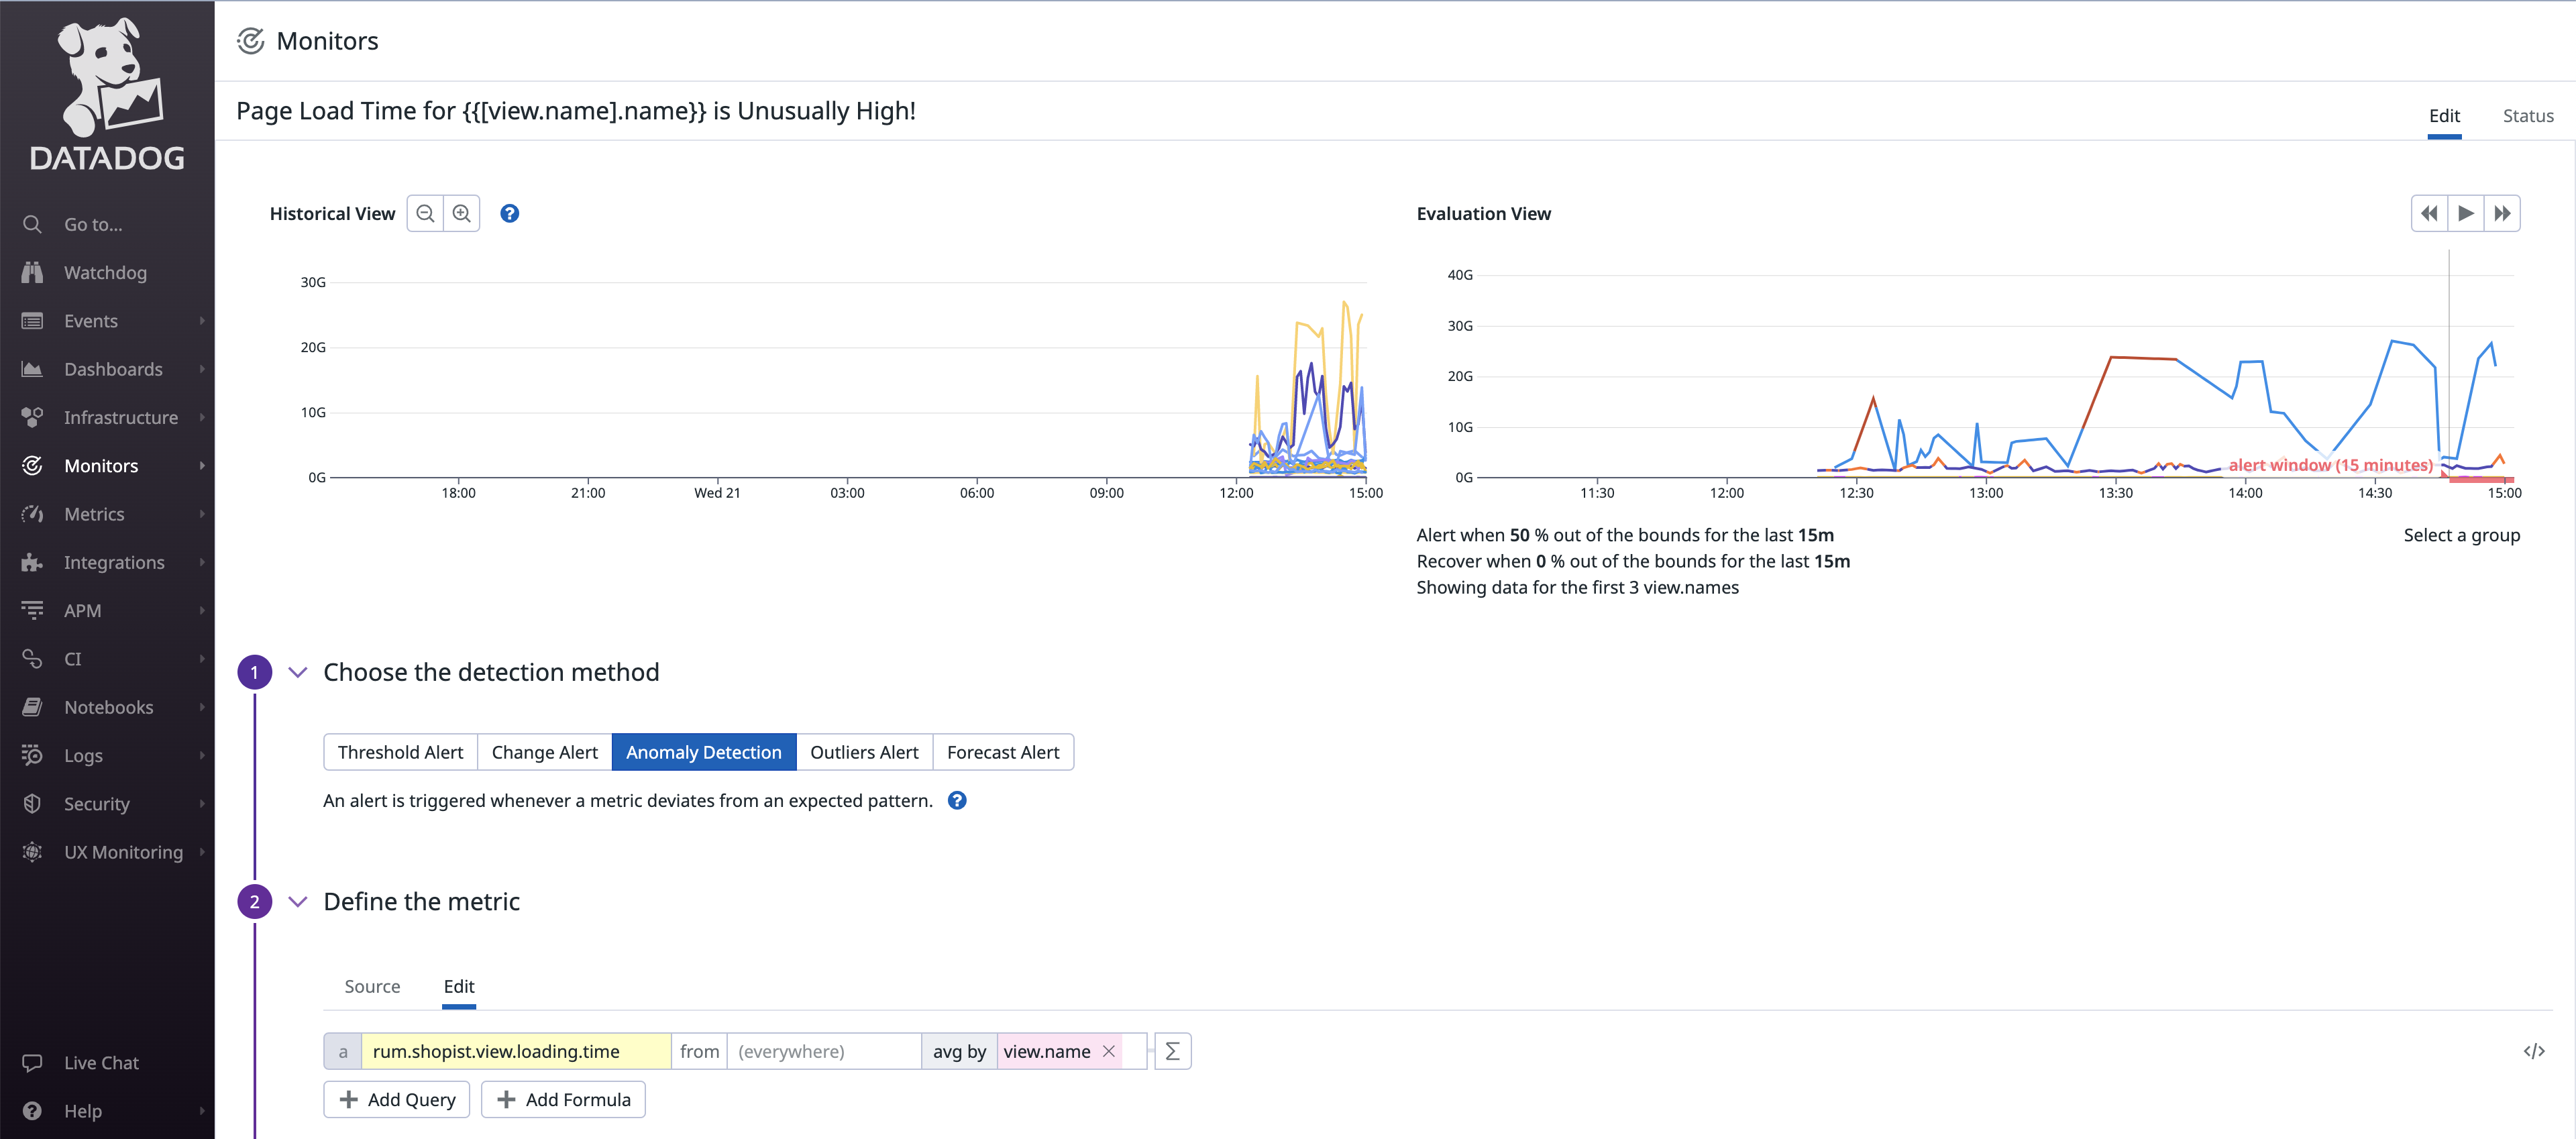 DATADOG
Go to...
Watchdog
Events
Dashboards
Infrastructure
Monitors
Metrics
Integrations
APM
CI
Notebooks
Logs
Security
UX Monitoring
Live Chat
Help
Monitors
Page Load Time for {{[view.name].name}} is Unusually High!
Edit Status
Historical View
30G
20G
10G
0G
18:00 21:00 Wed 21 03:00 06:00 09:00 12:00 15:00
Evaluation View
40G
30G
20G
10G
0G
alert window (15 minutes)
11:30 12:00 12:30 13:00 13:30 14:00 14:30 15:00
Alert when 50 % out of the bounds for the last 15m
Select a group
Recover when 0 % out of the bounds for the last 15m
Showing data for the first 3 view.names
1 Choose the detection method
Threshold Alert Change Alert Anomaly Detection Outliers Alert Forecast Alert
An alert is triggered whenever a metric deviates from an expected pattern. ?
2 Define the metric
Source Edit
a rum.shopist.view.loading.time from (everywhere) avg by view.name × Σ </>
+ Add Query + Add Formula